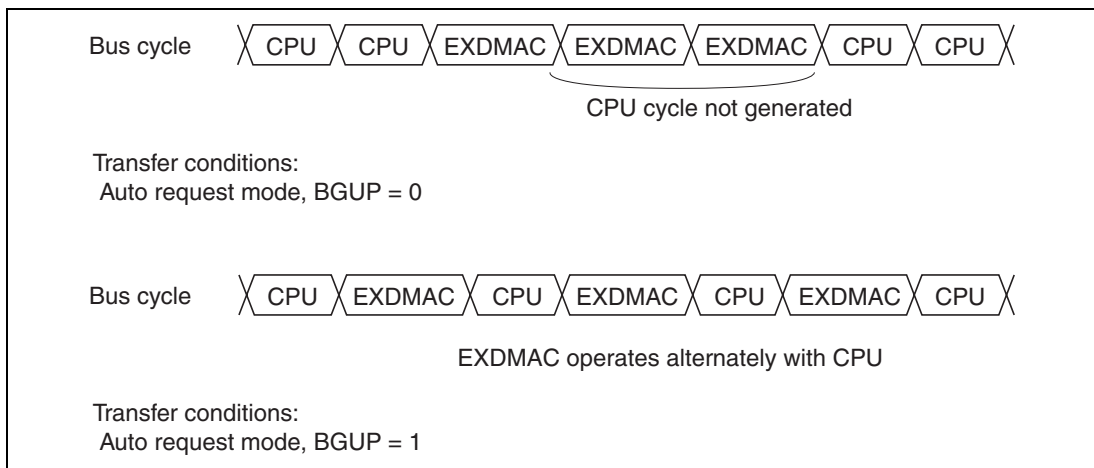 Bus cycle CPU CPU EXDMAC EXDMAC EXDMAC CPU CPU
CPU cycle not generated
Transfer conditions:
Auto request mode, BGUP = 0
Bus cycle CPU EXDMAC CPU EXDMAC CPU EXDMAC CPU
EXDMAC operates alternately with CPU
Transfer conditions:
Auto request mode, BGUP = 1